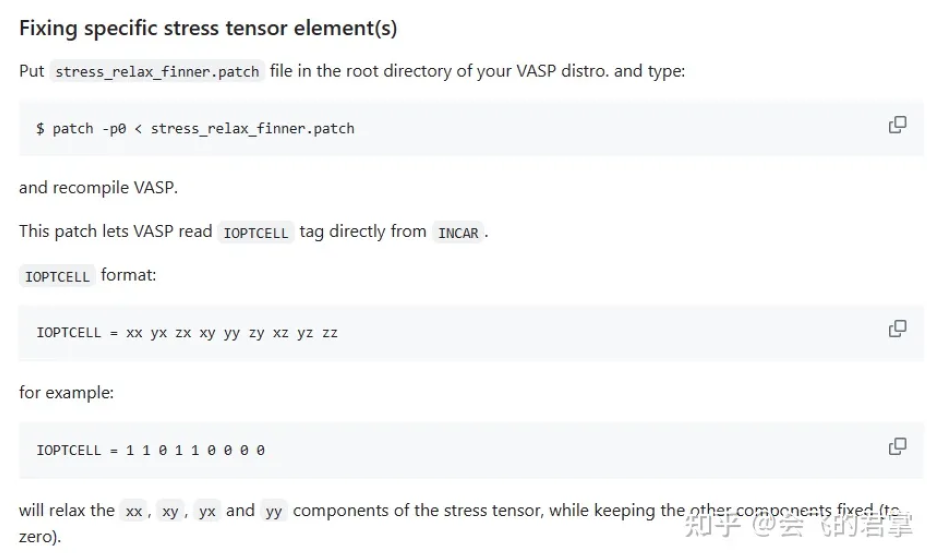 Fixing specific stress tensor element(s)
Put stress_relax_finner.patch file in the root directory of your VASP distro. and type:
$ patch -p0 < stress_relax_finner.patch
and recompile VASP.
This patch lets VASP read IOPTCELL tag directly from INCAR.
IOPTCELL format:
IOPTCELL = xx yx zx xy yy zy xz yz zz
for example:
IOPTCELL = 1 1 0 1 1 0 0 0 0
will relax the xx, xy, yx and yy components of the stress tensor, while keeping the other components fixed (to
zero).
知乎 @会飞的君掌